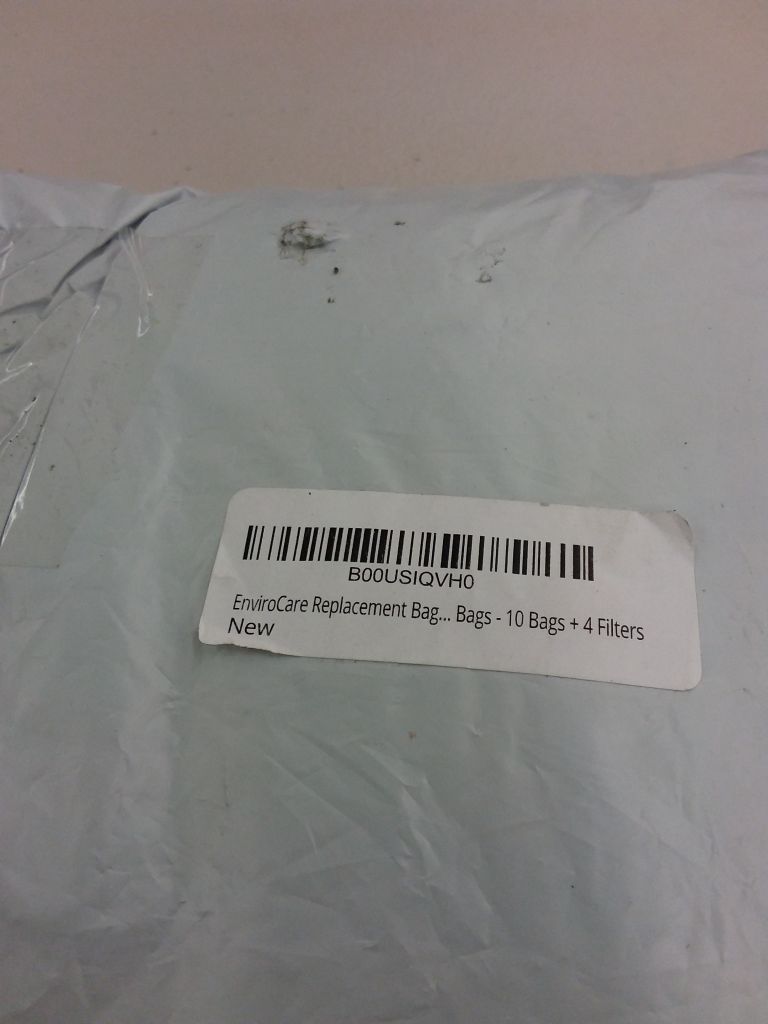 B00USIQVH0
EnviroCare Replacement Bag... Bags - 10 Bags + 4 Filters
New